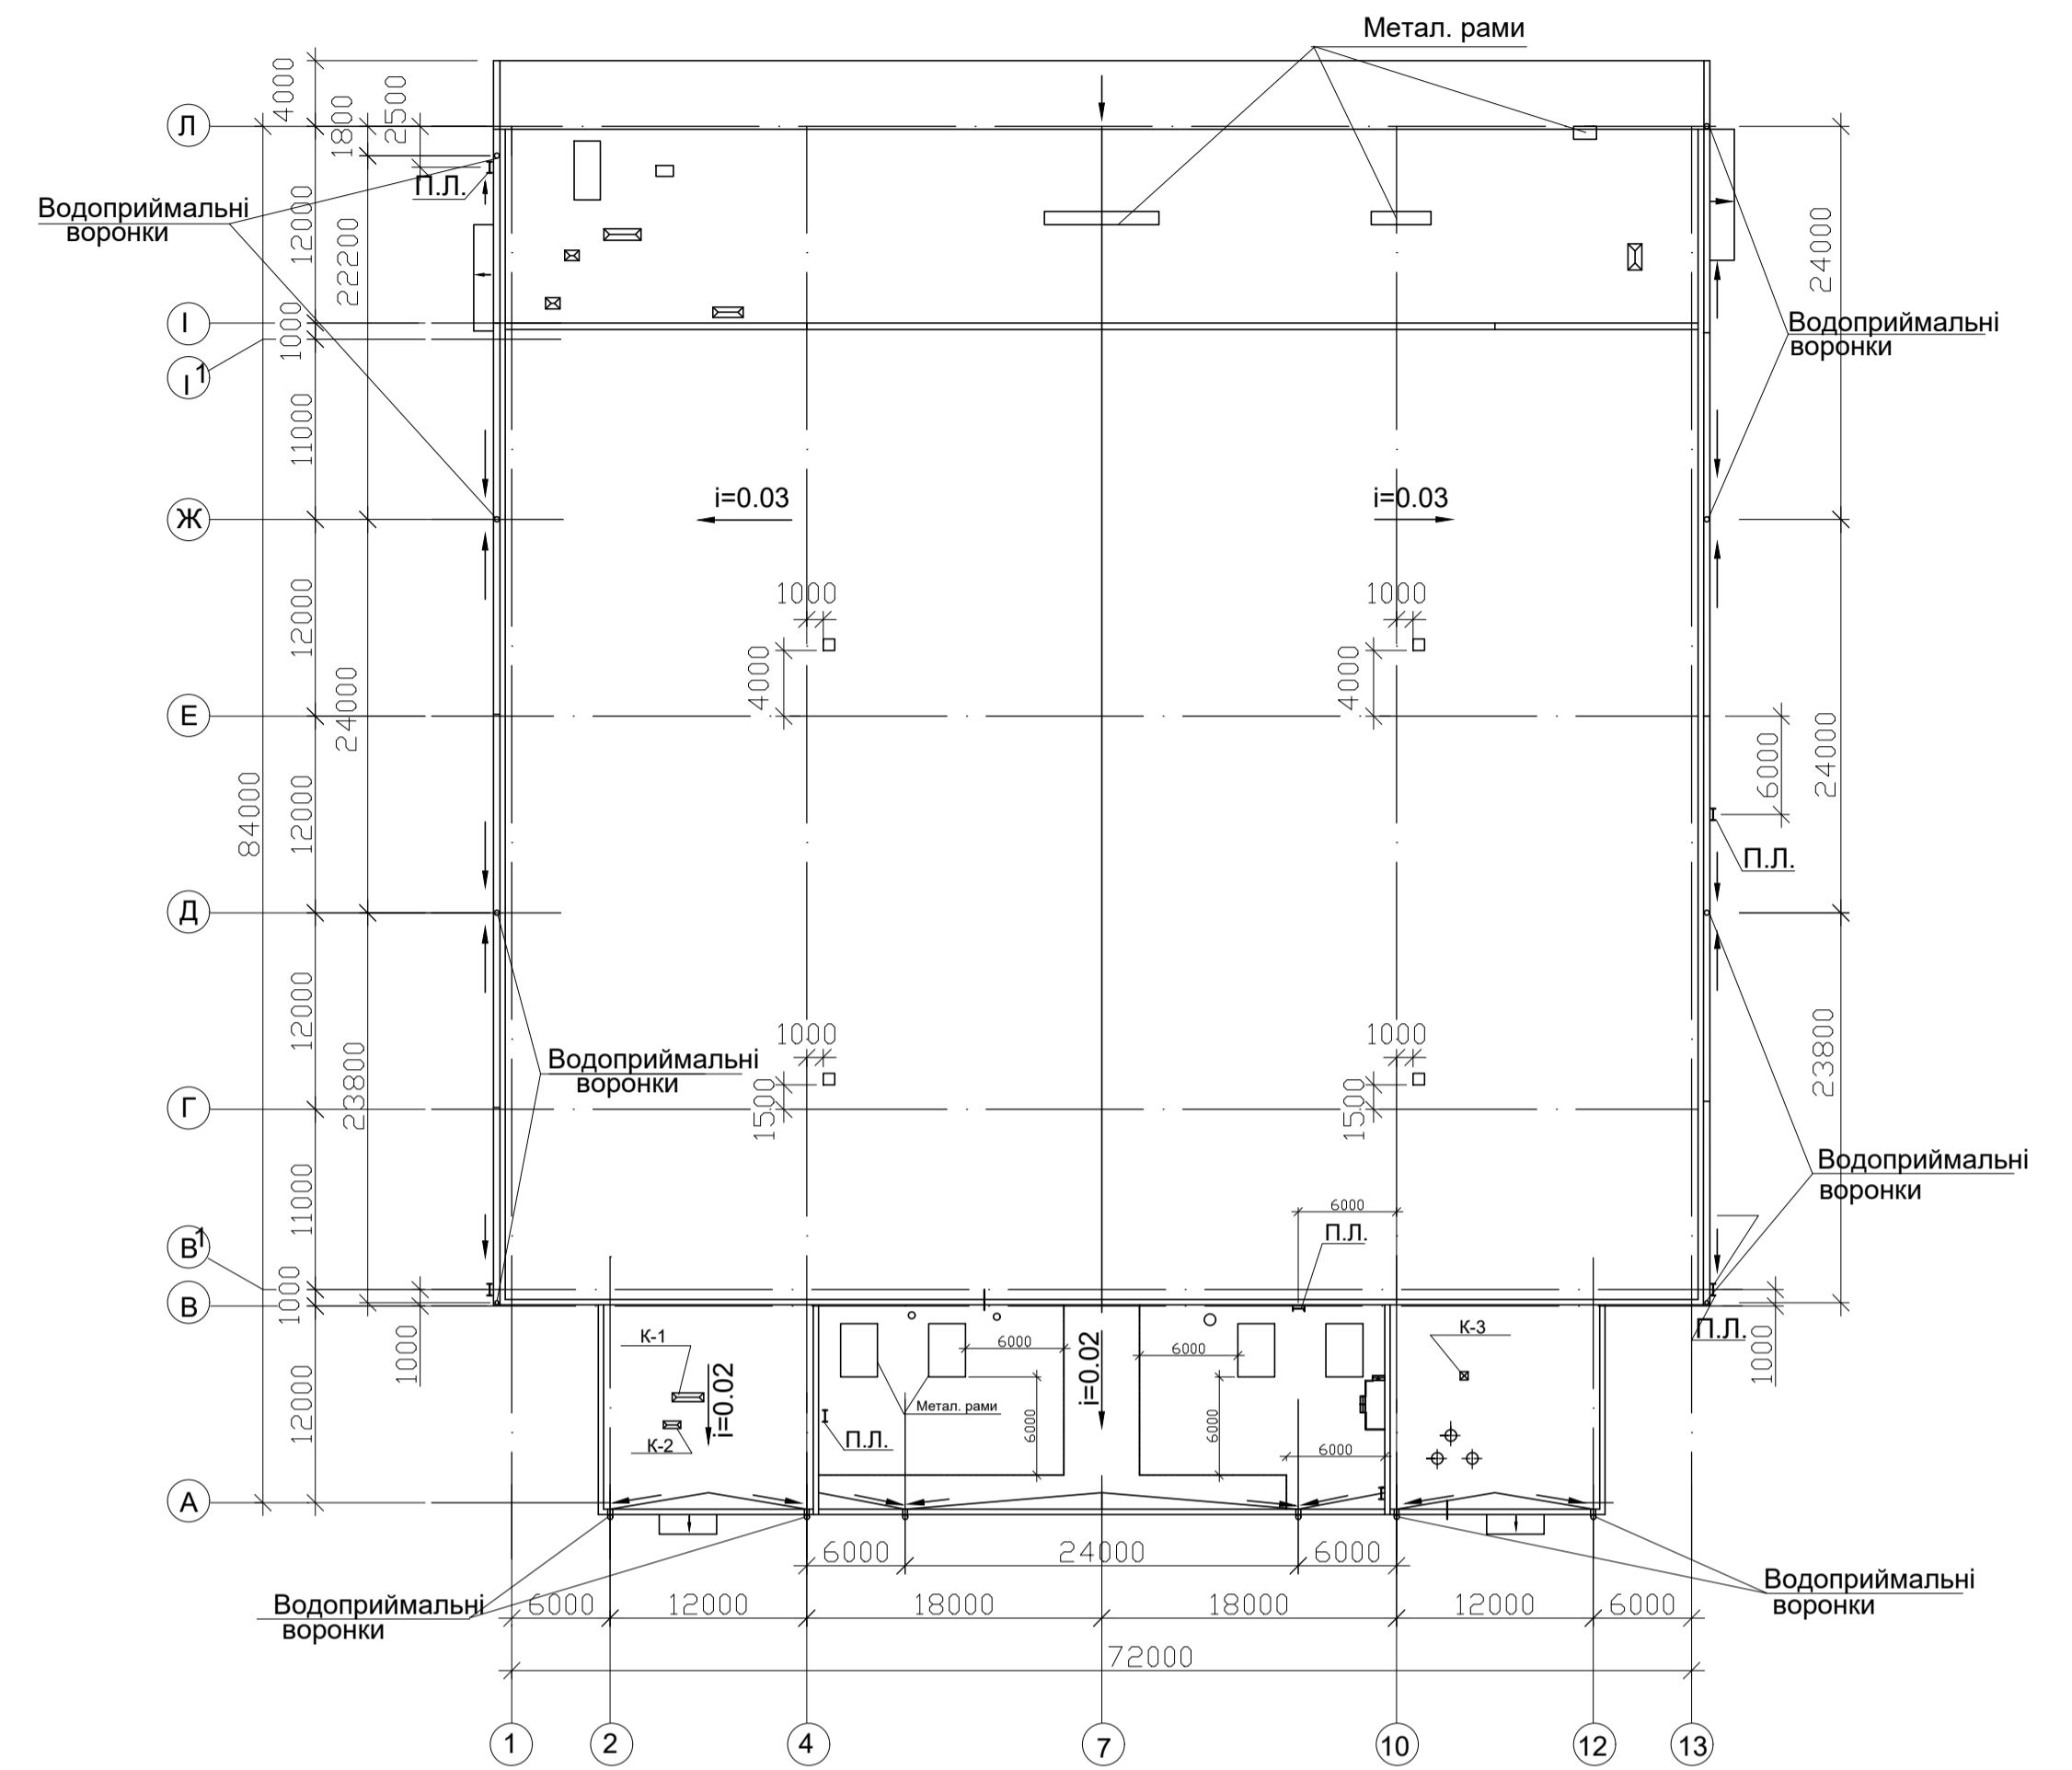 Метал. рами
4000
2500
1800
Л
П.Л.
Водоприймальні
воронки
12000
22200
24000
І
1000
І1
Водоприймальні
воронки
11000
Ж
i=0.03
i=0.03
1000
1000
12000
4000
4000
24000
Е
6000
24000
84000
12000
П.Л.
Д
12000
1000
1000
23800
23800
Водоприймальні
воронки
1500
1500
Г
Водоприймальні
воронки
11000
6000
П.Л.
В1
1000
В
1000
К-1
К-3
П.Л.
1000
6000
6000
i=0.02
i=0.02
12000
Метал. рами
6000
6000
К-2
П.Л.
6000
А
6000
24000
6000
Водоприймальні
воронки
Водоприймальні
воронки
6000
12000
18000
18000
12000
6000
72000
1
2
4
7
10
12
13